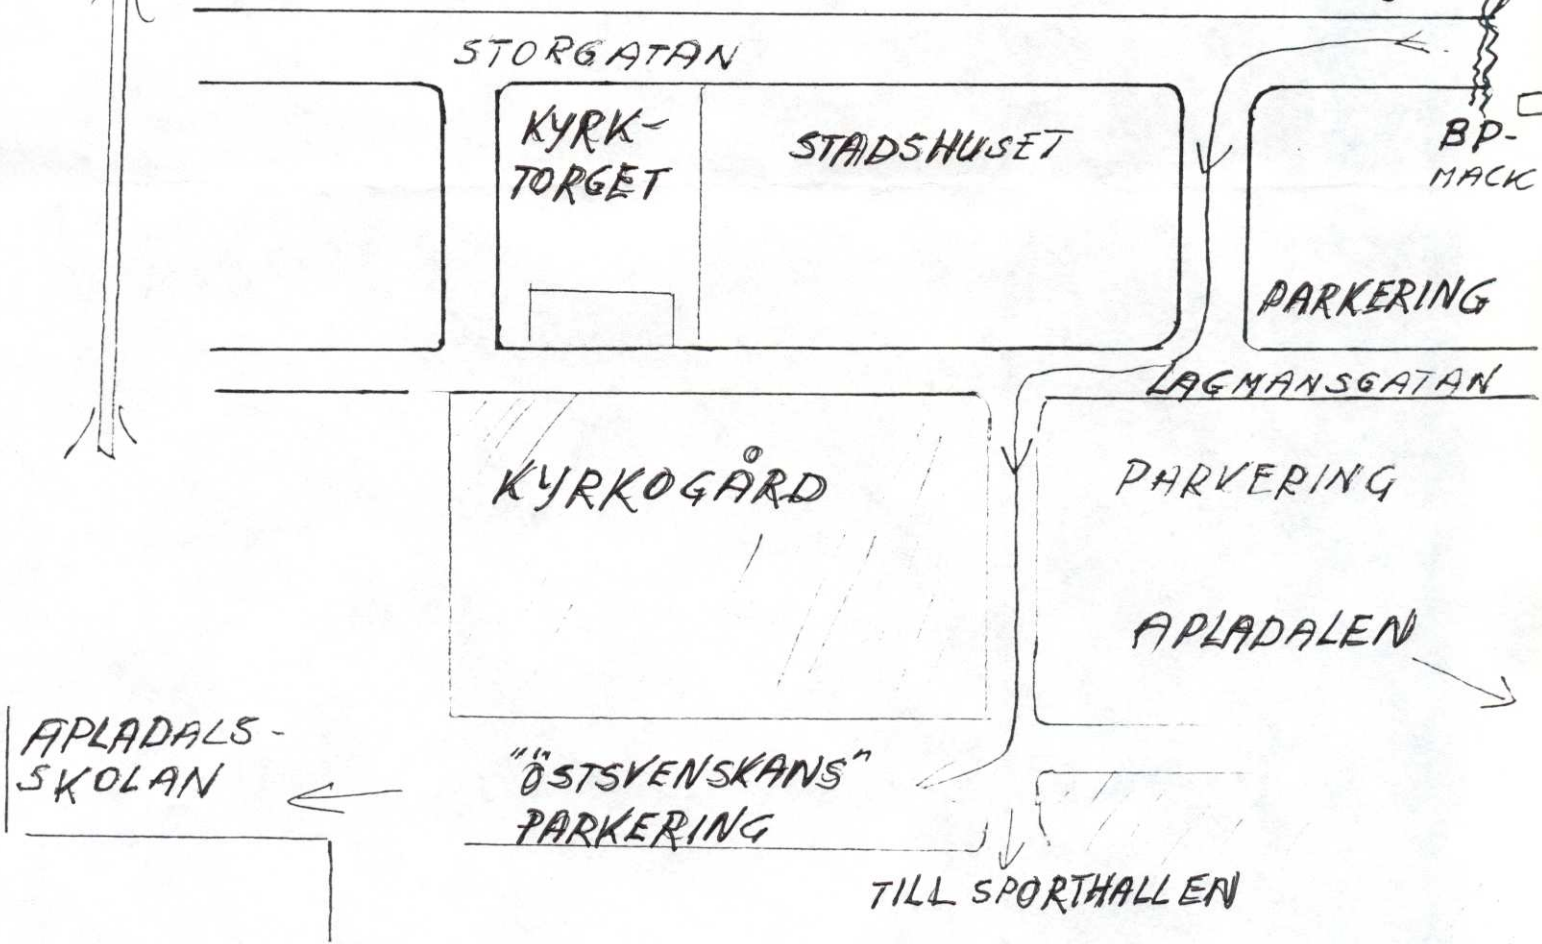 STORGATAN
KYRK-
TORGET
STADSHUSET
BP-
MACK
PARKERING
LAGMANSGATAN
KYRKOGÅRD
PARVERING
APLADALEN
APLADALS-
SKOLAN
"ÖSTSVENSKANS"
PARKERING
TILL SPORTHALLEN